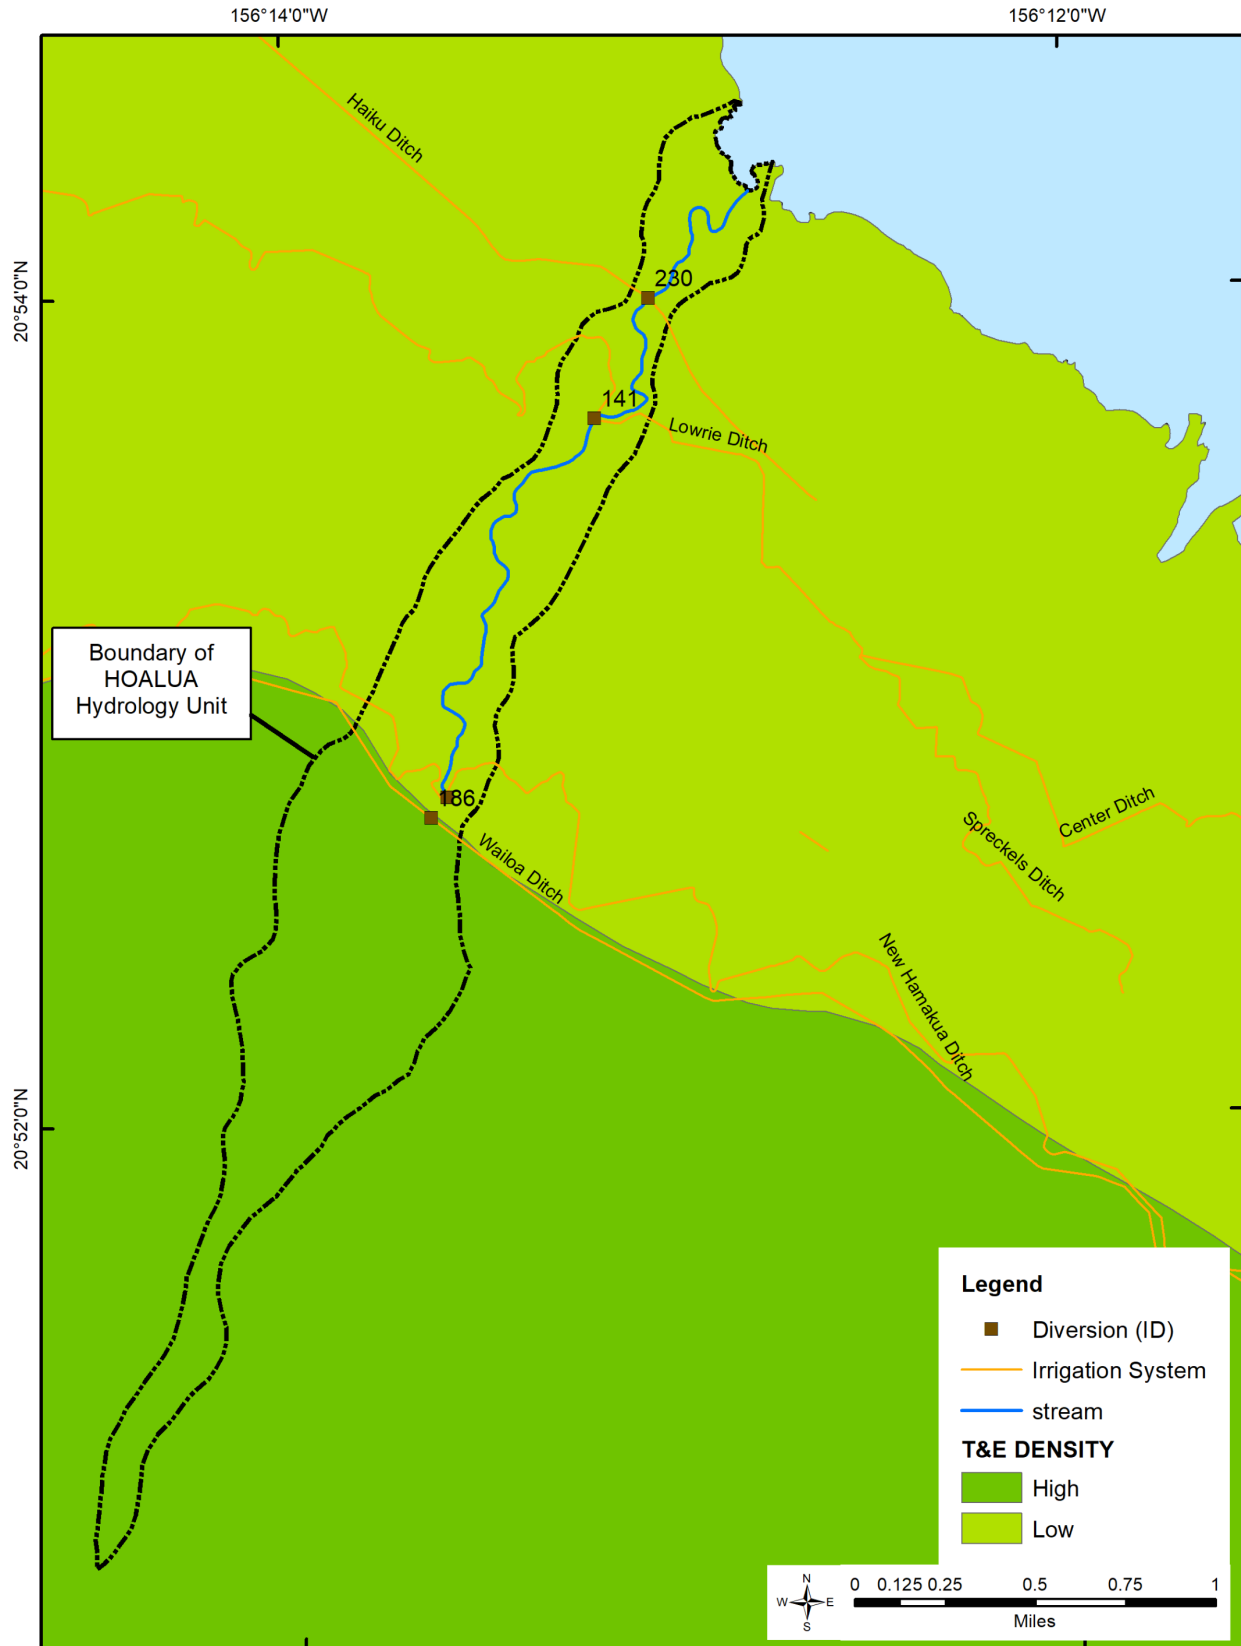 156°14'0"W
156°12'0"W
Haiku Ditch
20°54'0"N
230
141
Lowrie Ditch
Boundary of
HOALUA
Hydrology Unit
186
Wailoa Ditch
Center Ditch
Spreckels Ditch
New Hamakua Ditch
20°52'0"N
Legend
Diversion (ID)
Irrigation System
stream
T&E DENSITY
High
Low
N
W E
S
0 0.125 0.25 0.5 0.75 1
Miles